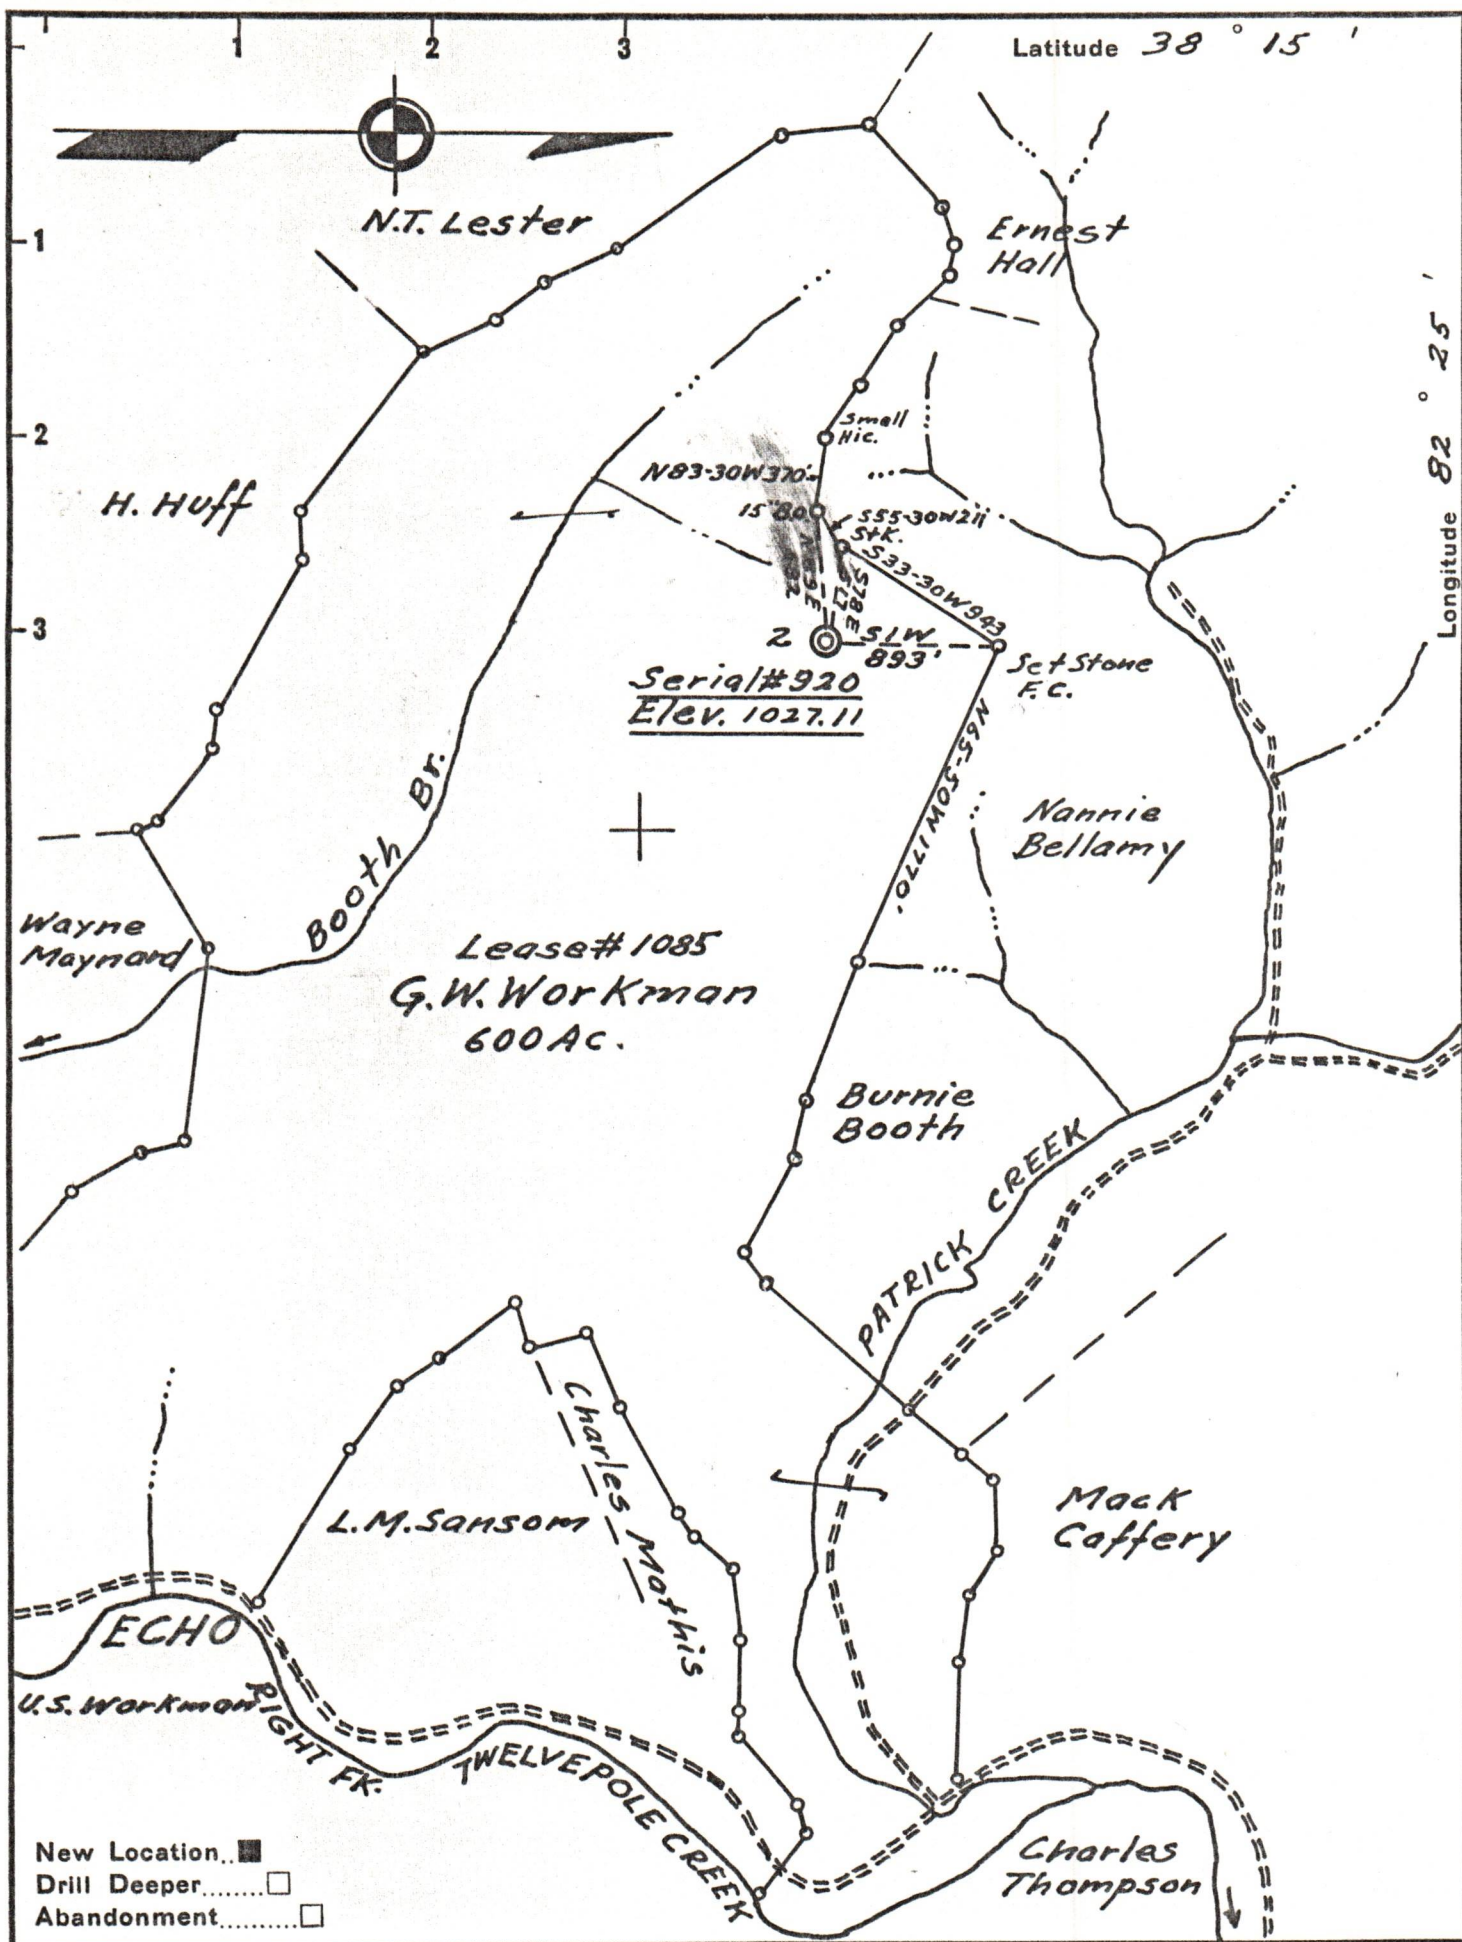 1 2 3
Latitude 38 ° 15 '
N.T. Lester
1
Ernest
Hall
Longitude 82 ° 25 '
2
Small
Hic.
N83-30W370'
H. Huff
15" B.O.
S55-30W211
Stk.
S33-30W943
S78E
3
2
S1W
893'
Set Stone
F.C.
Serial#920
Elev. 1027.11
N65-50W1770'
Booth Br.
Nannie
Bellamy
Wayne
Maynard
Lease# 1085
G.W. Workman
600 Ac.
Burnie
Booth
PATRICK CREEK
Charles Mathis
L.M. Sansom
Mack
Caffery
ECHO
U.S. Workman
RIGHT FK.
TWELVEPOLE CREEK
New Location..
Drill Deeper........
Abandonment..........
Charles
Thompson